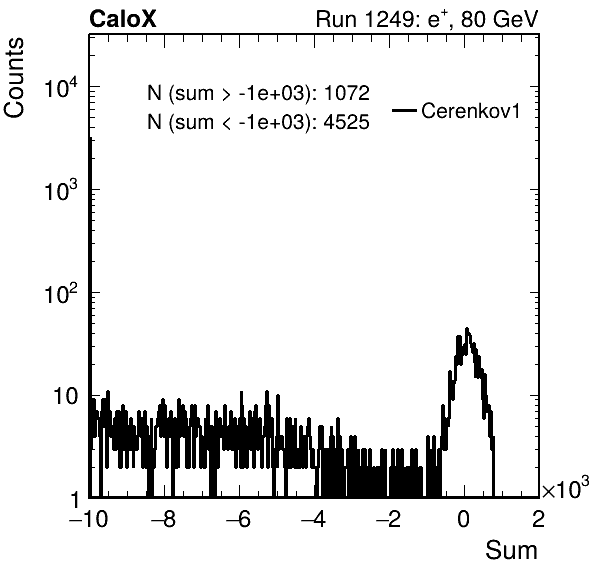 CaloX Run 1249: e⁺, 80 GeV
Counts
N (sum > -1e+03): 1072
N (sum < -1e+03): 4525
Cerenkov1
10⁴
10³
10²
10
1
−10 −8 −6 −4 −2 0 2
×10³
Sum